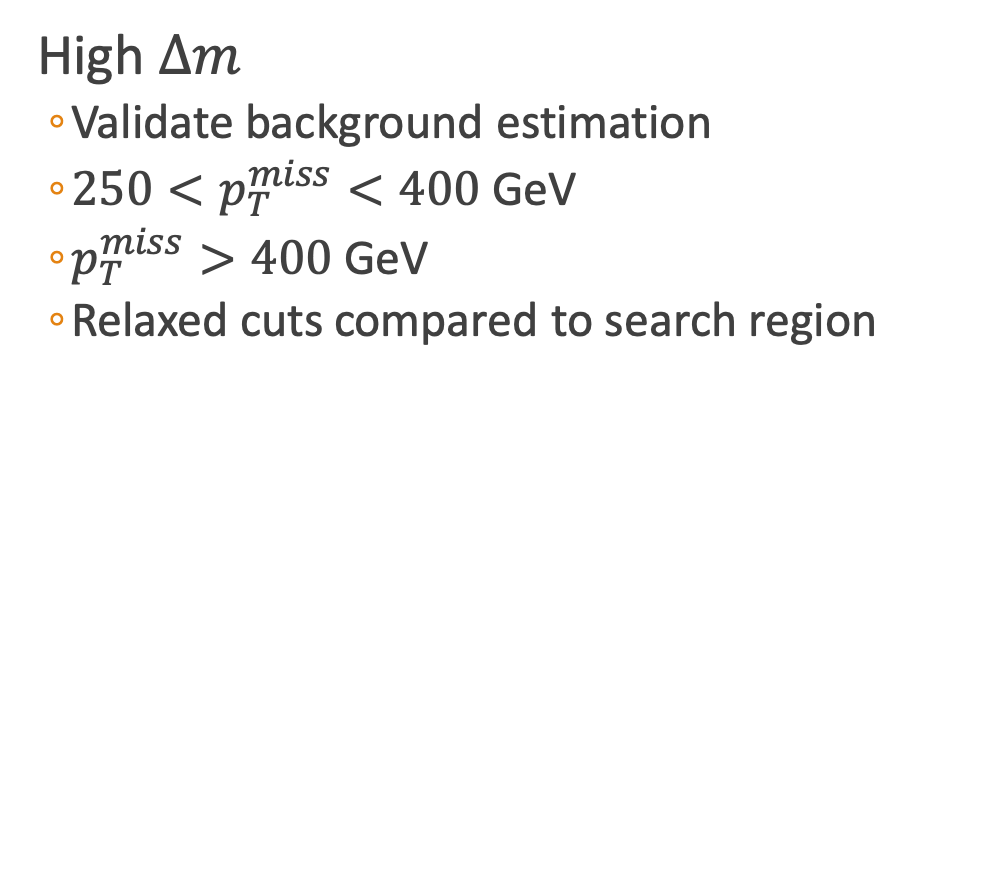 High Δm
◦ Validate background estimation
◦ 250 < p_T^miss < 400 GeV
◦ p_T^miss > 400 GeV
◦ Relaxed cuts compared to search region